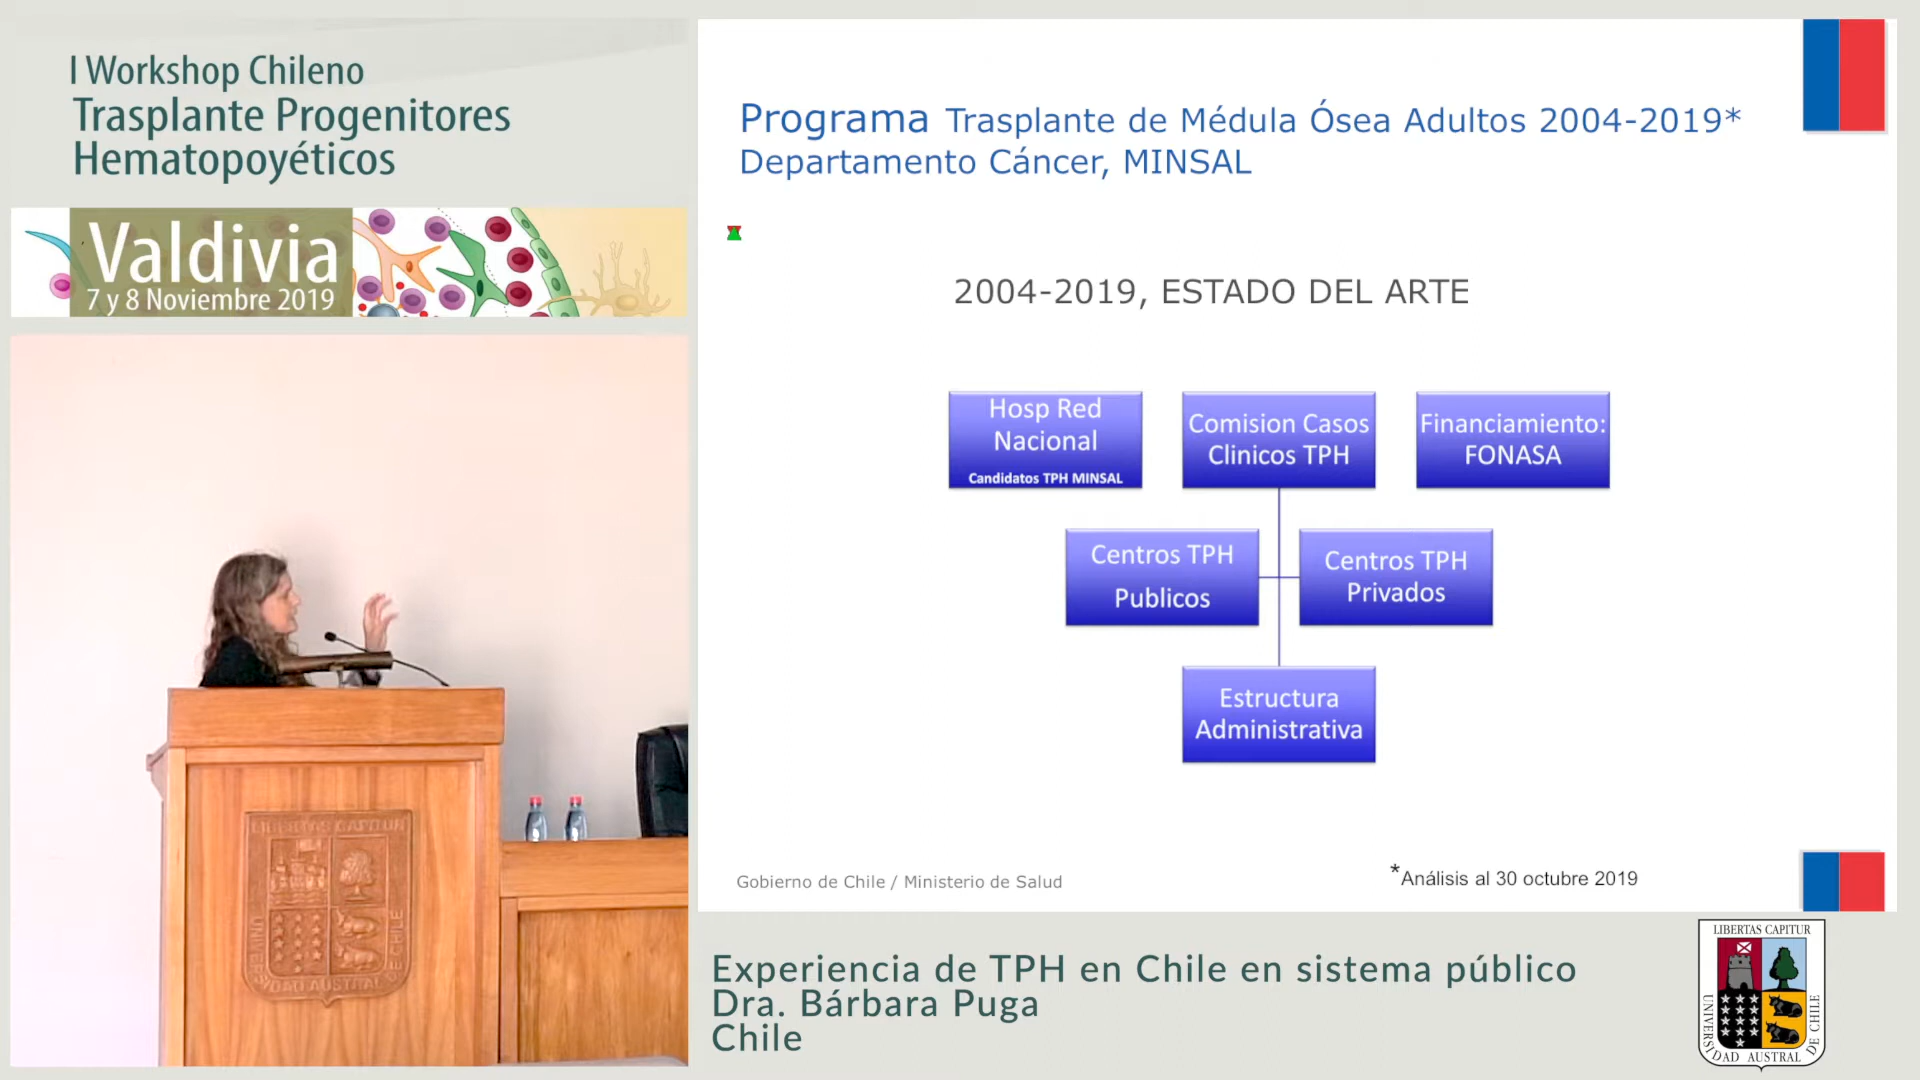 I Workshop Chileno
Trasplante Progenitores
Hematopoyéticos
Valdivia
7 y 8 Noviembre 2019
Programa Trasplante de Médula Ósea Adultos 2004-2019*
Departamento Cáncer, MINSAL
2004-2019, ESTADO DEL ARTE
Hosp Red
Nacional
Candidatos TPH MINSAL
Comision Casos
Clinicos TPH
Financiamiento:
FONASA
Centros TPH
Publicos
Centros TPH
Privados
Estructura
Administrativa
Gobierno de Chile / Ministerio de Salud
*Análisis al 30 octubre 2019
Experiencia de TPH en Chile en sistema público
Dra. Bárbara Puga
Chile
LIBERTAS CAPITUR
UNIVERSIDAD AUSTRAL DE CHILE